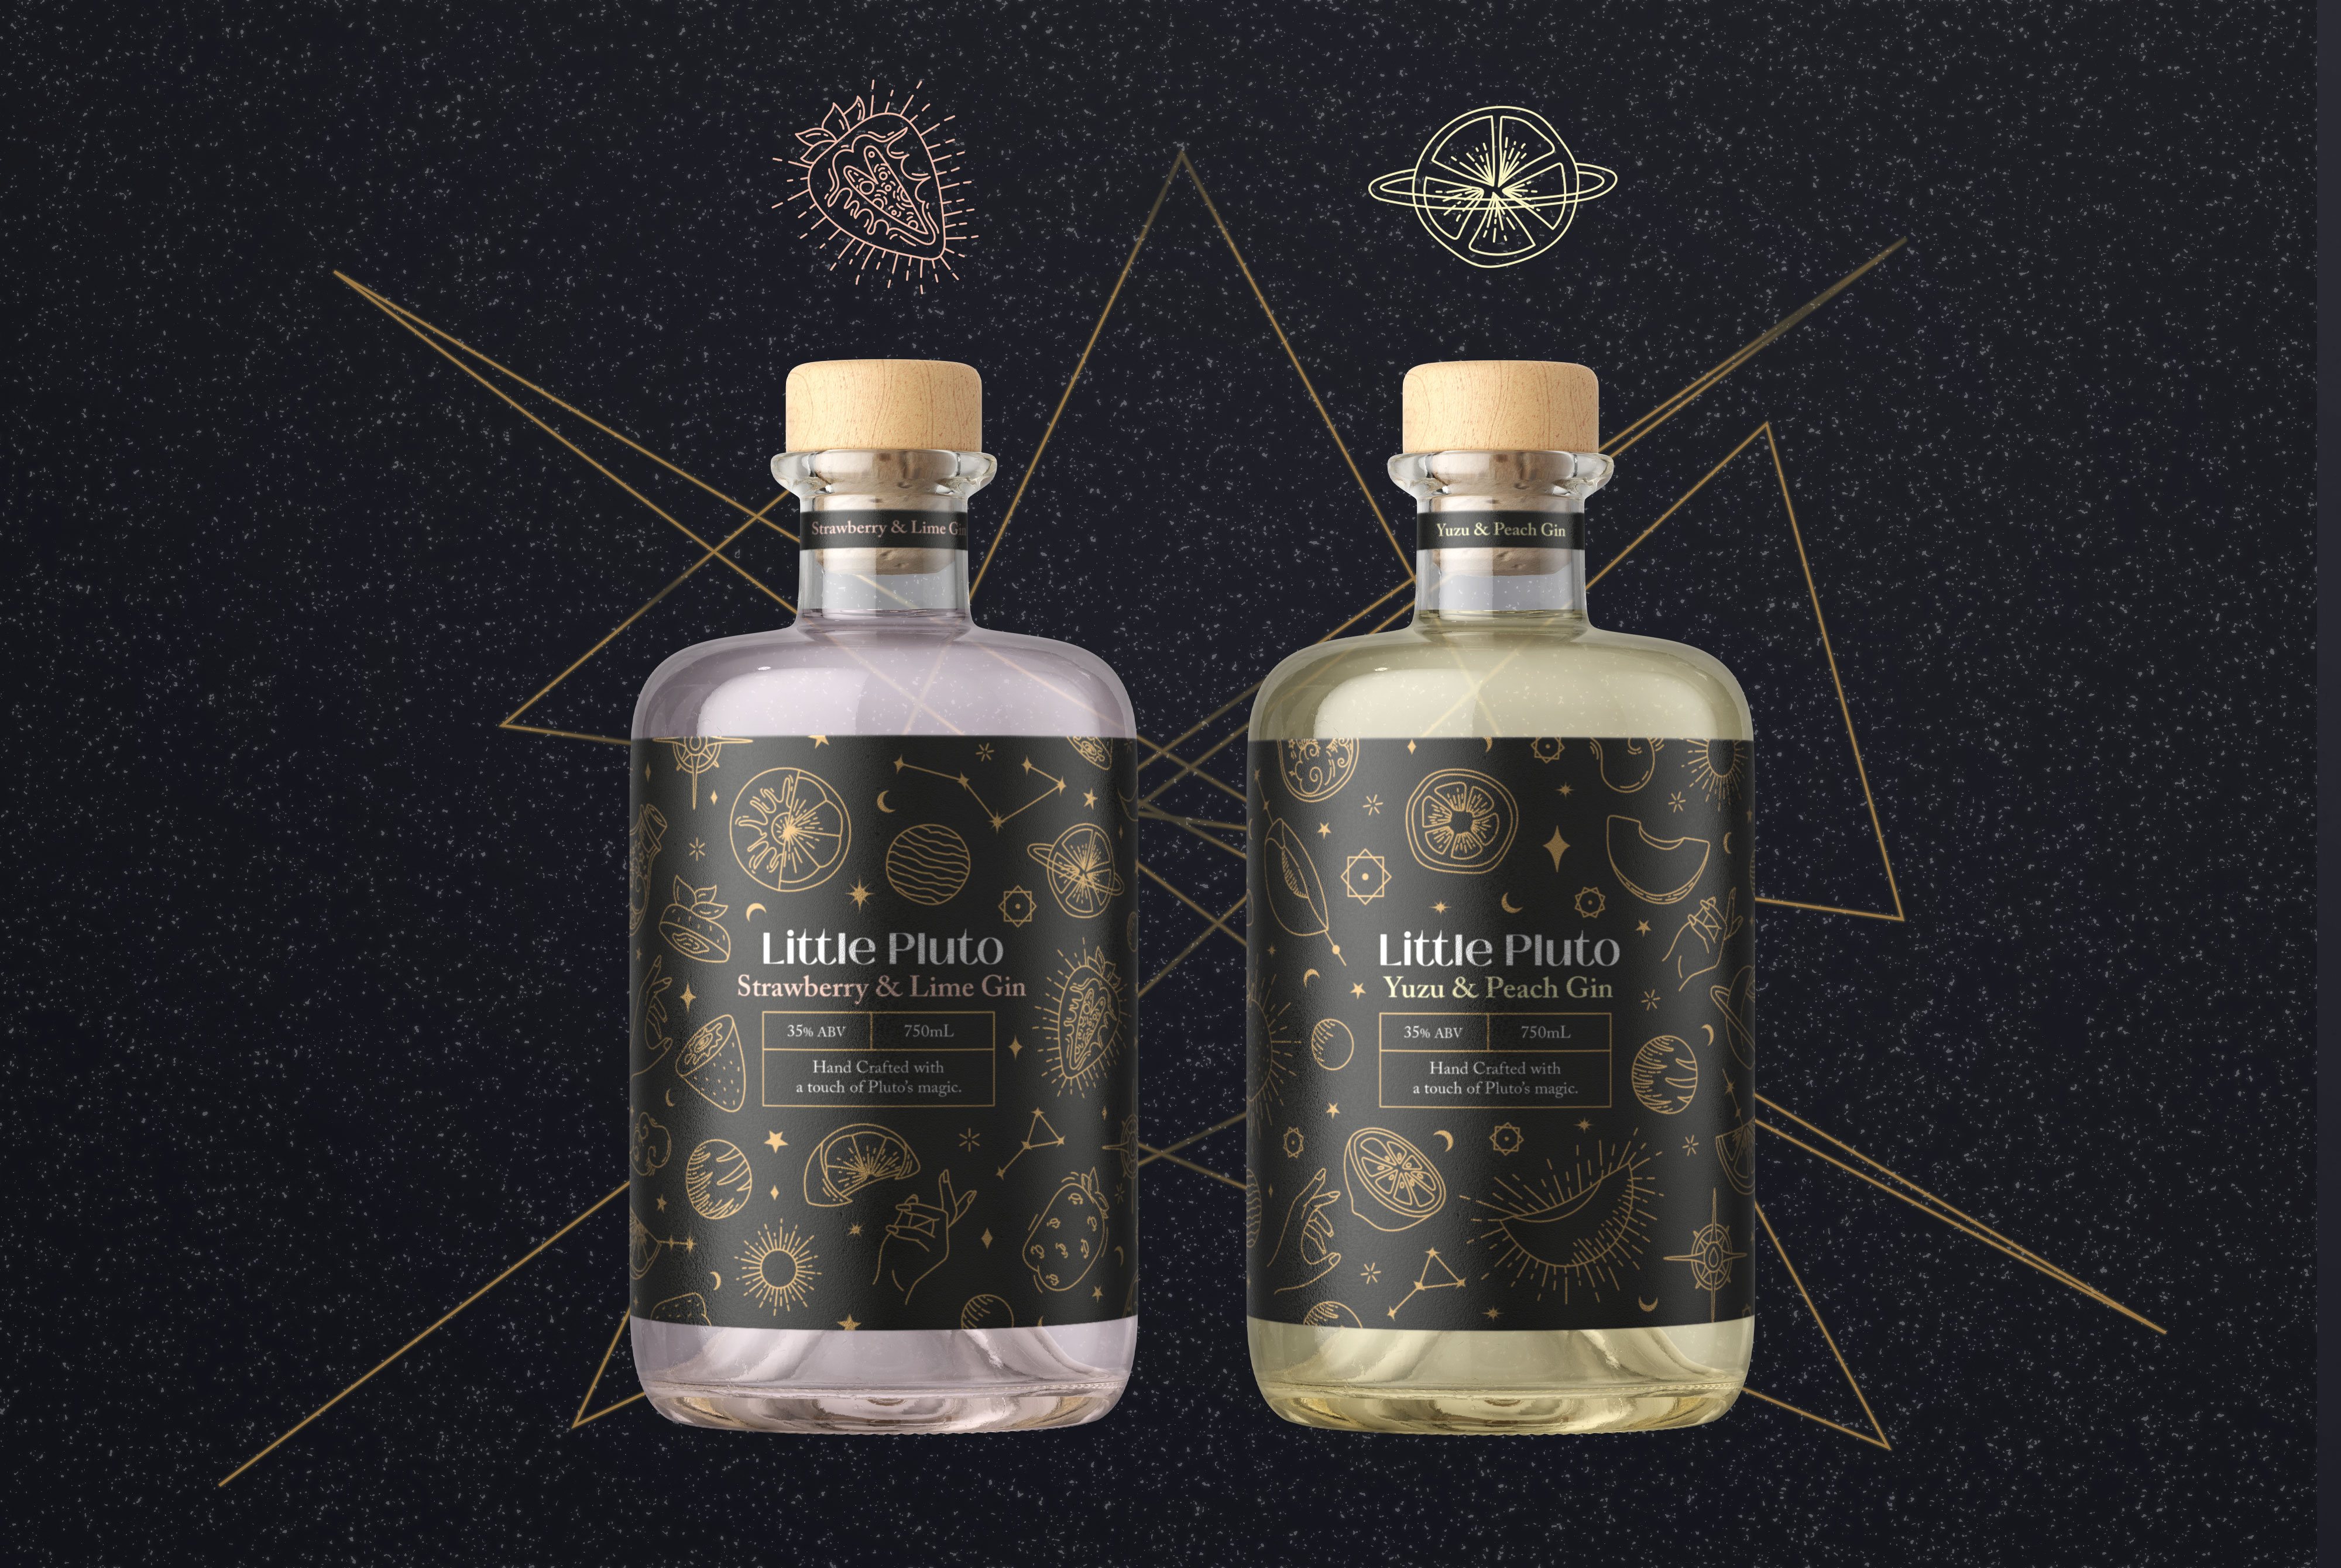 Strawberry & Lime Gin
Little Pluto
Strawberry & Lime Gin
35% ABV
750mL
Hand Crafted with
a touch of Pluto's magic.
Yuzu & Peach Gin
Little Pluto
Yuzu & Peach Gin
35% ABV
750mL
Hand Crafted with
a touch of Pluto's magic.